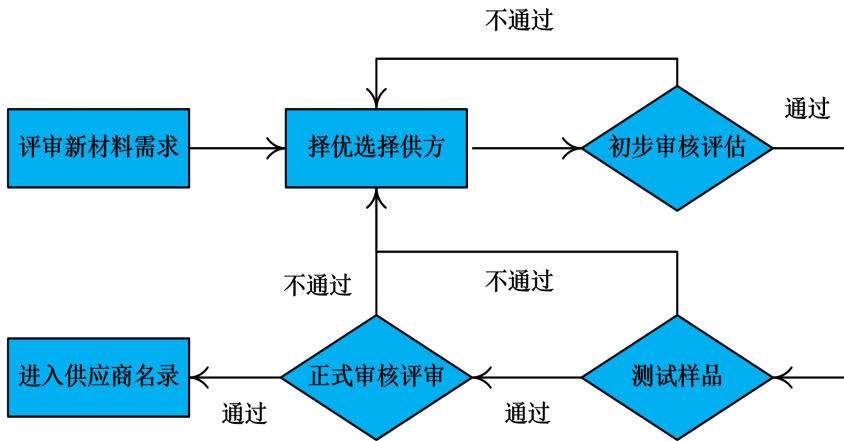 不通过
通过
评审新材料需求
择优选择供方
初步审核评估
不通过
不通过
进入供应商名录
正式审核评审
测试样品
通过
通过